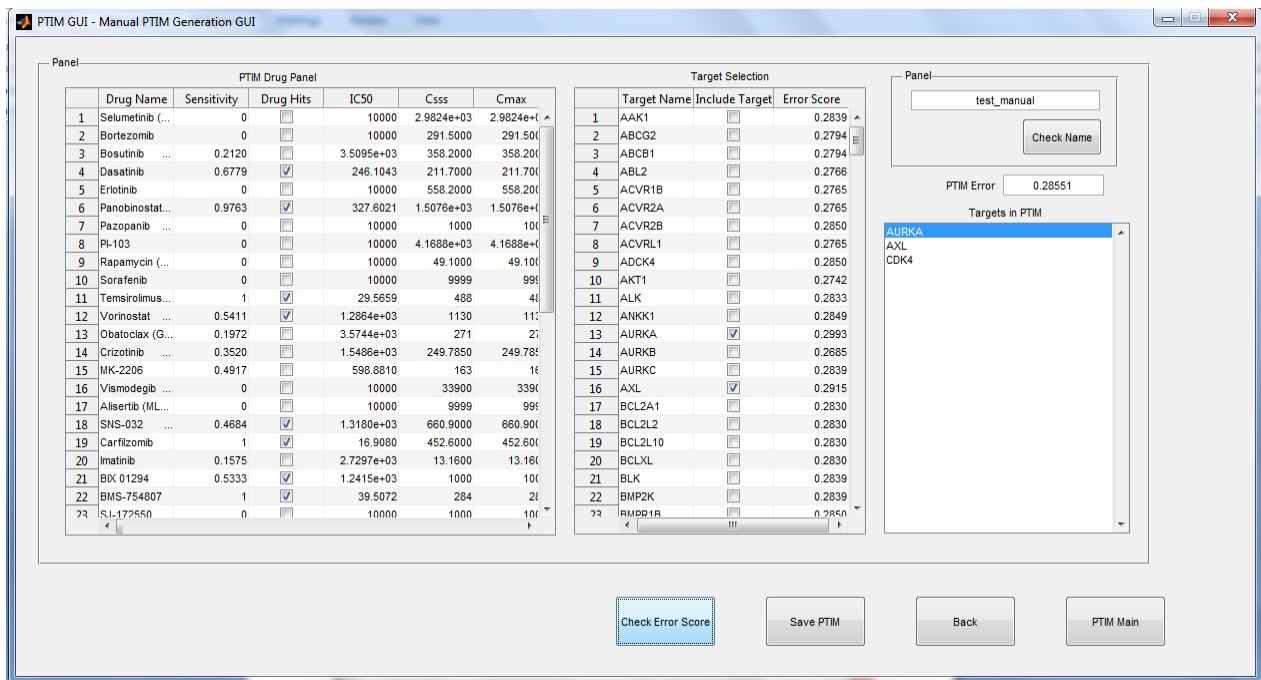 PTIM GUI - Manual PTIM Generation GUI
Panel
PTIM Drug Panel
Drug Name Sensitivity Drug Hits IC50 Csss Cmax
1 Selumetinib (... 0 10000 2.9824e+03 2.9824e+0
2 Bortezomib 0 10000 291.5000 291.500
3 Bosutinib ... 0.2120 3.5095e+03 358.2000 358.200
4 Dasatinib 0.6779 246.1043 211.7000 211.700
5 Erlotinib 0 10000 558.2000 558.200
6 Panobinostat... 0.9763 327.6021 1.5076e+03 1.5076e+0
7 Pazopanib ... 0 10000 1000 100
8 PI-103 0 10000 4.1688e+03 4.1688e+0
9 Rapamycin (... 0 10000 49.1000 49.100
10 Sorafenib 0 10000 9999 999
11 Temsirolimus... 1 29.5659 488 48
12 Vorinostat ... 0.5411 1.2864e+03 1130 113
13 Obatoclax (G... 0.1972 3.5744e+03 271 27
14 Crizotinib ... 0.3520 1.5486e+03 249.7850 249.785
15 MK-2206 0.4917 598.8810 163 16
16 Vismodegib ... 0 10000 33900 3390
17 Alisertib (ML... 0 10000 9999 999
18 SNS-032 ... 0.4684 1.3180e+03 660.9000 660.900
19 Carfilzomib 1 16.9080 452.6000 452.600
20 Imatinib 0.1575 2.7297e+03 13.1600 13.160
21 BIX 01294 0.5333 1.2415e+03 1000 100
22 BMS-754807 1 39.5072 284 28
23 SJ-172550 0 10000 1000 100
Target Selection
Target Name Include Target Error Score
1 AAK1 0.2839
2 ABCG2 0.2794
3 ABCB1 0.2794
4 ABL2 0.2766
5 ACVR1B 0.2765
6 ACVR2A 0.2765
7 ACVR2B 0.2850
8 ACVRL1 0.2765
9 ADCK4 0.2850
10 AKT1 0.2742
11 ALK 0.2833
12 ANKK1 0.2849
13 AURKA 0.2993
14 AURKB 0.2685
15 AURKC 0.2839
16 AXL 0.2915
17 BCL2A1 0.2830
18 BCL2L2 0.2830
19 BCL2L10 0.2830
20 BCLXL 0.2830
21 BLK 0.2839
22 BMP2K 0.2839
23 BMPR1B 0.2850
Panel
test_manual
Check Name
PTIM Error 0.28551
Targets in PTIM
AURKA
AXL
CDK4
Check Error Score
Save PTIM
Back
PTIM Main